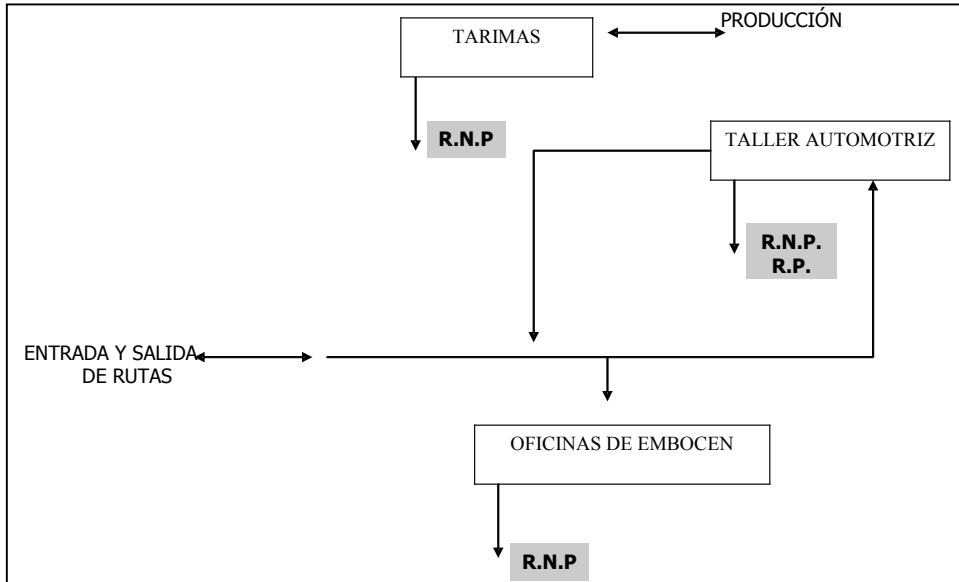 PRODUCCIÓN
TARIMAS
R.N.P
TALLER AUTOMOTRIZ
R.N.P.
R.P.
ENTRADA Y SALIDA
DE RUTAS
OFICINAS DE EMBOCEN
R.N.P